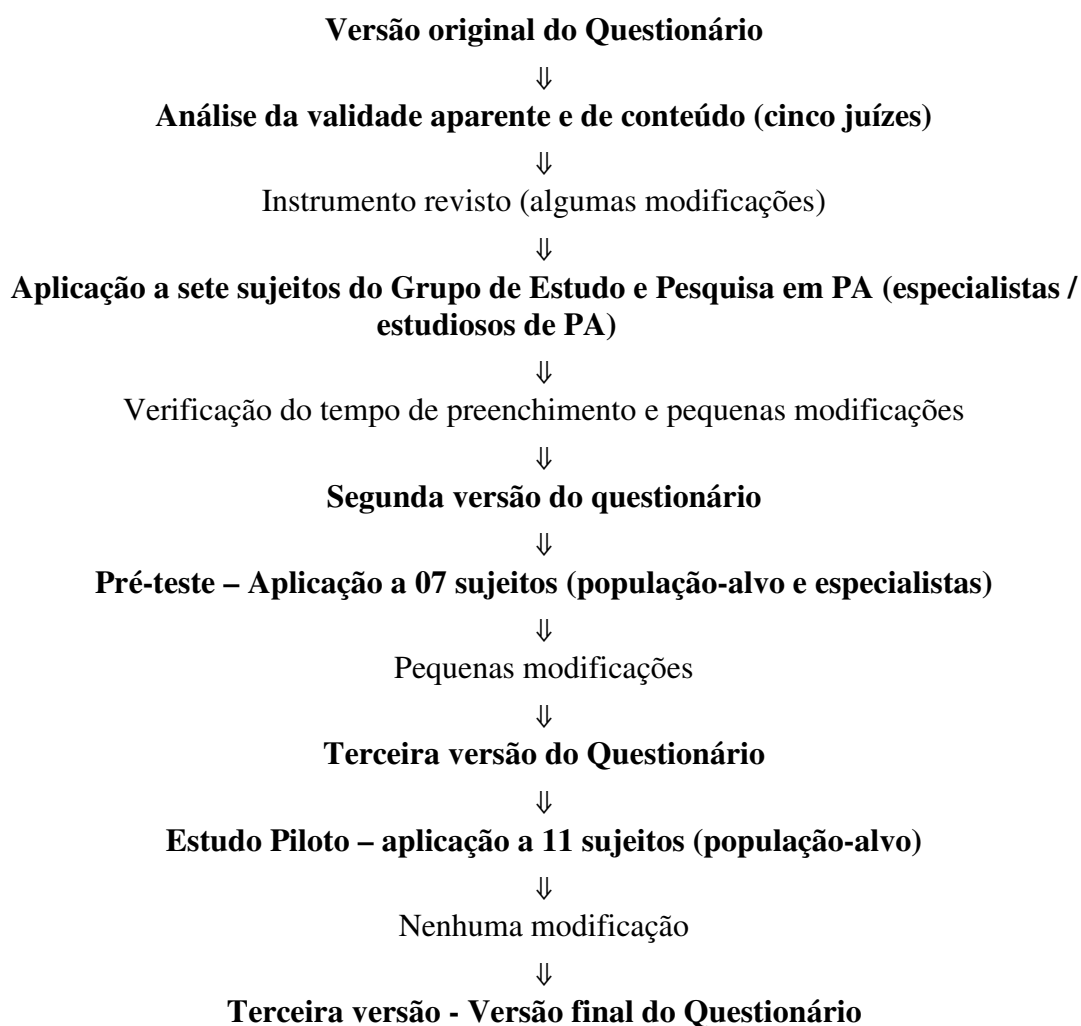 Versão original do Questionário
⇓
Análise da validade aparente e de conteúdo (cinco juízes)
⇓
Instrumento revisto (algumas modificações)
⇓
Aplicação a sete sujeitos do Grupo de Estudo e Pesquisa em PA (especialistas /
estudiosos de PA)
⇓
Verificação do tempo de preenchimento e pequenas modificações
⇓
Segunda versão do questionário
⇓
Pré-teste – Aplicação a 07 sujeitos (população-alvo e especialistas)
⇓
Pequenas modificações
⇓
Terceira versão do Questionário
⇓
Estudo Piloto – aplicação a 11 sujeitos (população-alvo)
⇓
Nenhuma modificação
⇓
Terceira versão - Versão final do Questionário